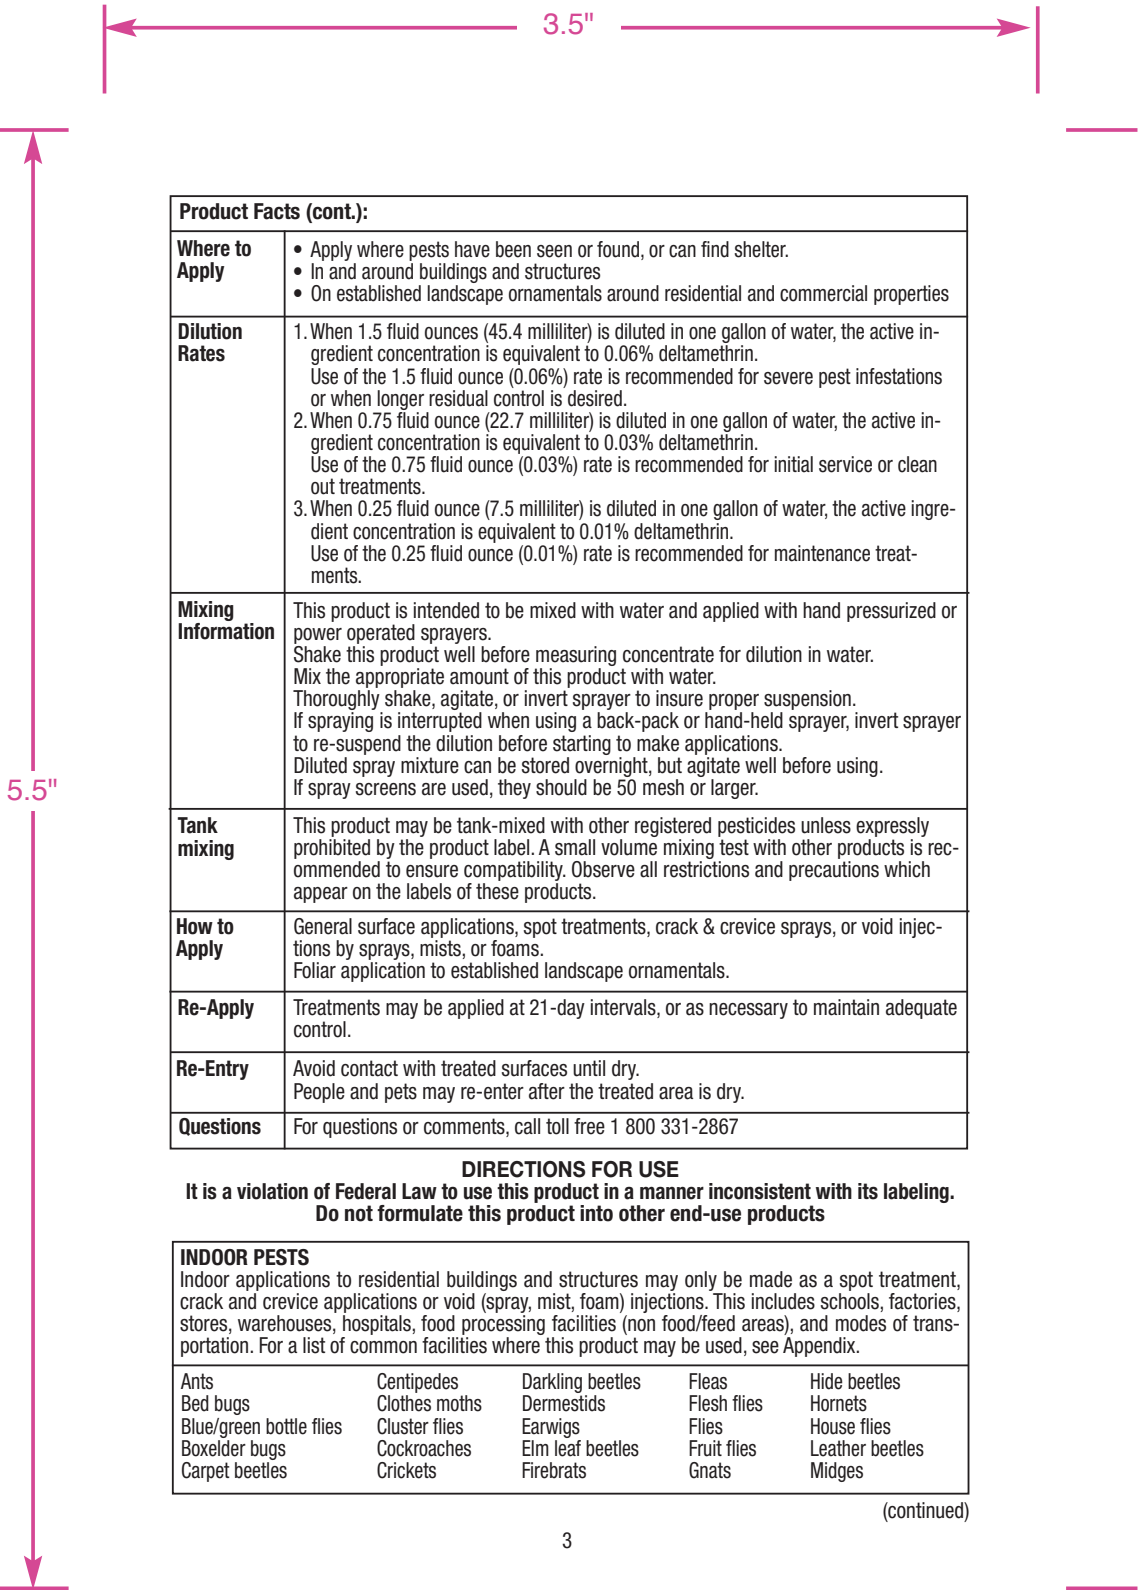 3.5"
5.5"
Product Facts (cont.):
Where to
Apply
• Apply where pests have been seen or found, or can find shelter.
• In and around buildings and structures
• On established landscape ornamentals around residential and commercial properties
Dilution
Rates
1. When 1.5 fluid ounces (45.4 milliliter) is diluted in one gallon of water, the active in-
gredient concentration is equivalent to 0.06% deltamethrin.
Use of the 1.5 fluid ounce (0.06%) rate is recommended for severe pest infestations
or when longer residual control is desired.
2. When 0.75 fluid ounce (22.7 milliliter) is diluted in one gallon of water, the active in-
gredient concentration is equivalent to 0.03% deltamethrin.
Use of the 0.75 fluid ounce (0.03%) rate is recommended for initial service or clean
out treatments.
3. When 0.25 fluid ounce (7.5 milliliter) is diluted in one gallon of water, the active ingre-
dient concentration is equivalent to 0.01% deltamethrin.
Use of the 0.25 fluid ounce (0.01%) rate is recommended for maintenance treat-
ments.
Mixing
Information
This product is intended to be mixed with water and applied with hand pressurized or
power operated sprayers.
Shake this product well before measuring concentrate for dilution in water.
Mix the appropriate amount of this product with water.
Thoroughly shake, agitate, or invert sprayer to insure proper suspension.
If spraying is interrupted when using a back-pack or hand-held sprayer, invert sprayer
to re-suspend the dilution before starting to make applications.
Diluted spray mixture can be stored overnight, but agitate well before using.
If spray screens are used, they should be 50 mesh or larger.
Tank
mixing
This product may be tank-mixed with other registered pesticides unless expressly
prohibited by the product label. A small volume mixing test with other products is rec-
ommended to ensure compatibility. Observe all restrictions and precautions which
appear on the labels of these products.
How to
Apply
General surface applications, spot treatments, crack & crevice sprays, or void injec-
tions by sprays, mists, or foams.
Foliar application to established landscape ornamentals.
Re-Apply
Treatments may be applied at 21-day intervals, or as necessary to maintain adequate
control.
Re-Entry
Avoid contact with treated surfaces until dry.
People and pets may re-enter after the treated area is dry.
Questions
For questions or comments, call toll free 1 800 331-2867
DIRECTIONS FOR USE
It is a violation of Federal Law to use this product in a manner inconsistent with its labeling.
Do not formulate this product into other end-use products
INDOOR PESTS
Indoor applications to residential buildings and structures may only be made as a spot treatment,
crack and crevice applications or void (spray, mist, foam) injections. This includes schools, factories,
stores, warehouses, hospitals, food processing facilities (non food/feed areas), and modes of trans-
portation. For a list of common facilities where this product may be used, see Appendix.
Ants Centipedes Darkling beetles Fleas Hide beetles
Bed bugs Clothes moths Dermestids Flesh flies Hornets
Blue/green bottle flies Cluster flies Earwigs Flies House flies
Boxelder bugs Cockroaches Elm leaf beetles Fruit flies Leather beetles
Carpet beetles Crickets Firebrats Gnats Midges
(continued)
3